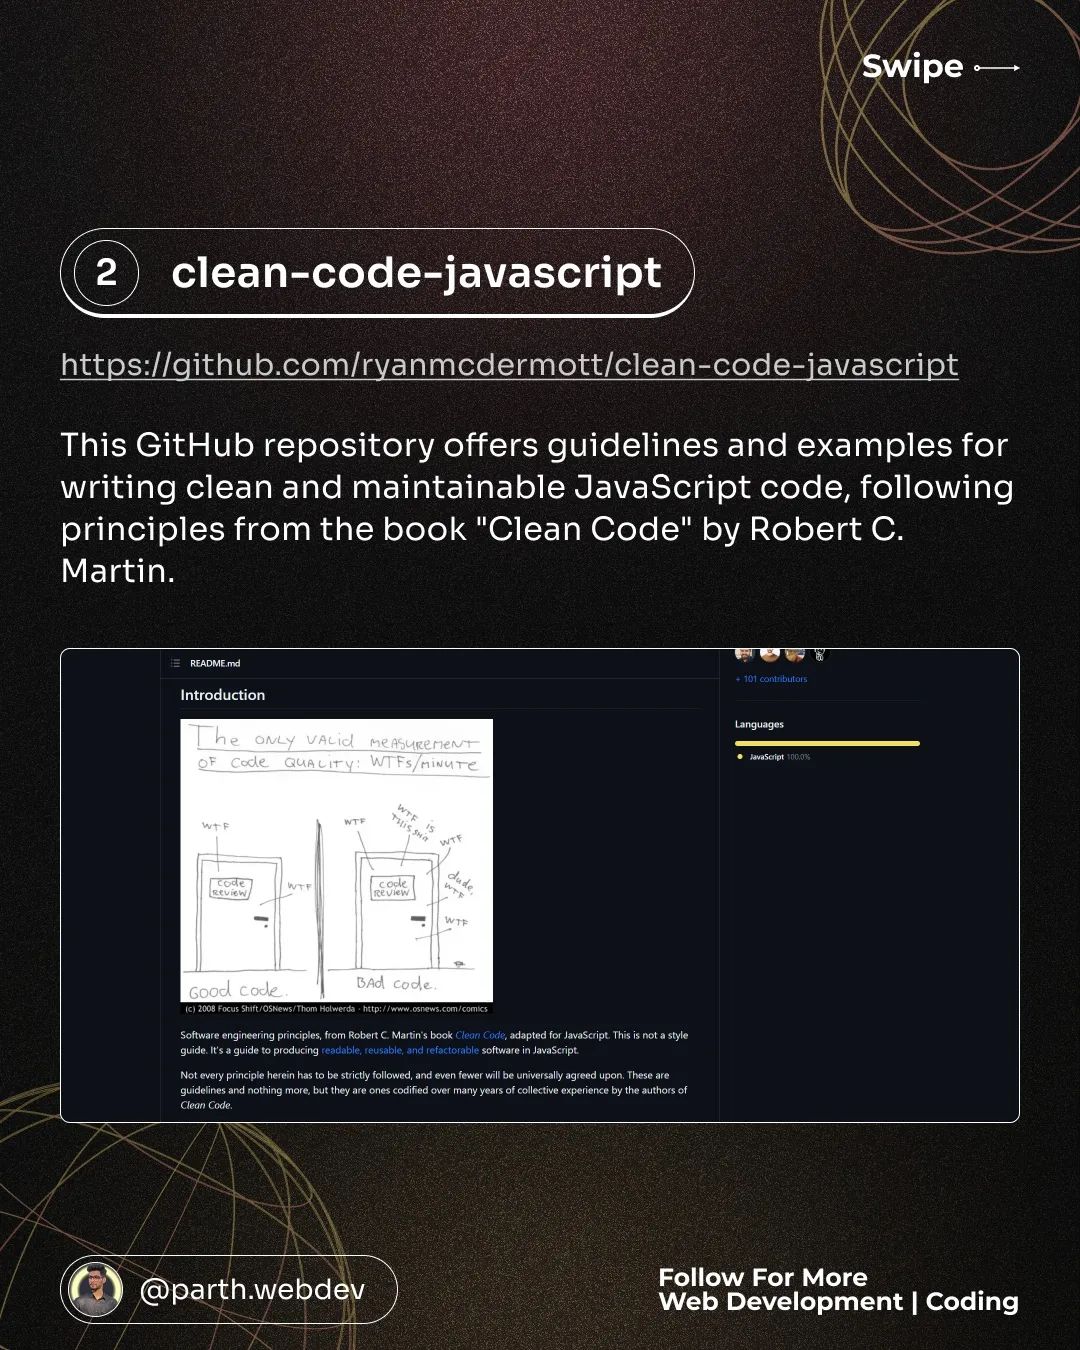 Swipe
2 clean-code-javascript
https://github.com/ryanmcdermott/clean-code-javascript
This GitHub repository offers guidelines and examples for
writing clean and maintainable JavaScript code, following
principles from the book "Clean Code" by Robert C.
Martin.
README.md
Introduction
The ONLY VALID MEASUREMENT
OF Code QUALITY: WTFs/MINUTE
WTF
WTF
code
REVIEW
Good code.
WTF
WTF IS
THIS SHIT
WTF
dude,
WTF
WTF
code
REVIEW
BAd code.
(c) 2008 Focus Shift/OSNews/Thom Holwerda - http://www.osnews.com/comics
Software engineering principles, from Robert C. Martin's book Clean Code, adapted for JavaScript. This is not a style
guide. It's a guide to producing readable, reusable, and refactorable software in JavaScript.
Not every principle herein has to be strictly followed, and even fewer will be universally agreed upon. These are
guidelines and nothing more, but they are ones codified over many years of collective experience by the authors of
Clean Code.
+ 101 contributors
Languages
JavaScript 100.0%
@parth.webdev
Follow For More
Web Development | Coding